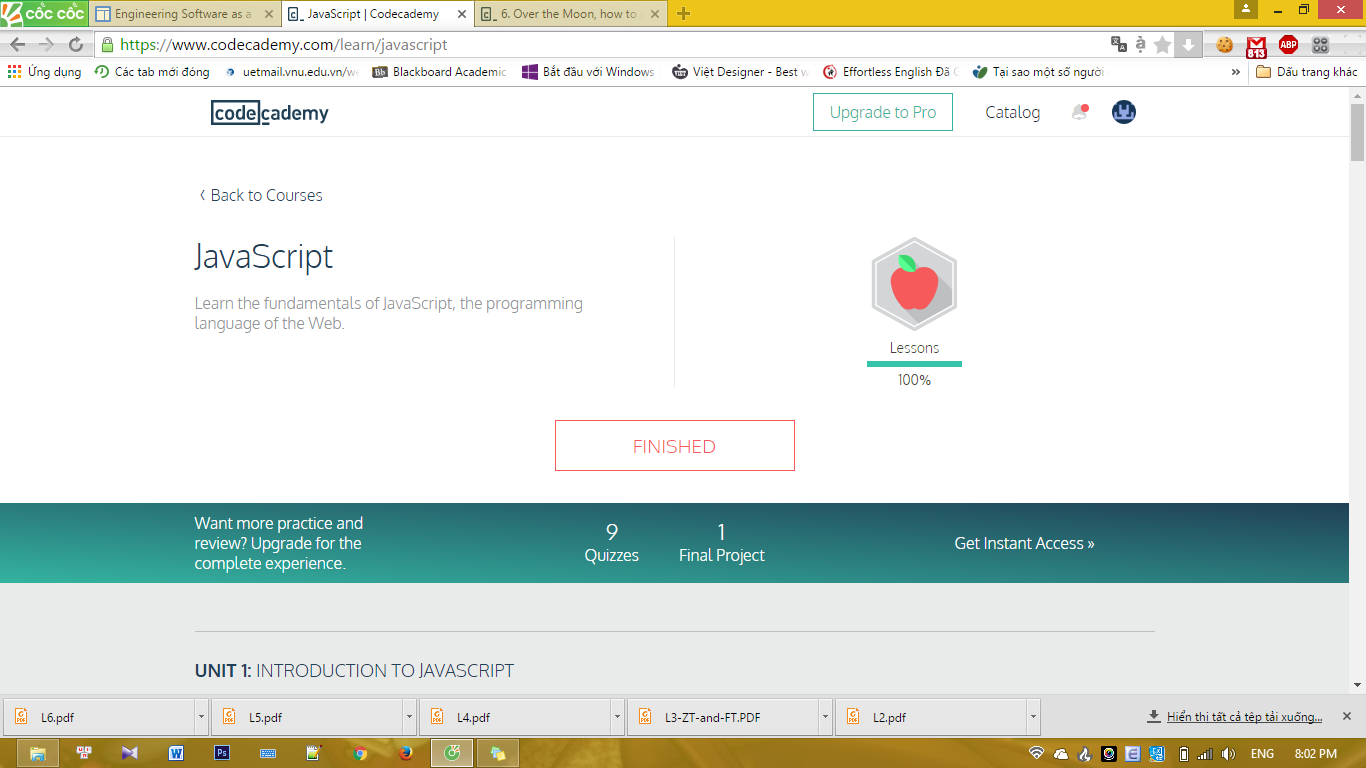 CỐC CỐC
Engineering Software as a
JavaScript | Codecademy
6. Over the Moon, how to
https://www.codecademy.com/learn/javascript
813
ABP
Ứng dụng
Các tab mới đóng
uetmail.vnu.edu.vn/we
Bb
Blackboard Academic
Bắt đầu với Windows
Việt Designer - Best w
Effortless English Đã C
Tại sao một số người
»
Dấu trang khác
codecademy
Upgrade to Pro
Catalog
Back to Courses
JavaScript
Learn the fundamentals of JavaScript, the programming
language of the Web.
Lessons
100%
FINISHED
Want more practice and
review? Upgrade for the
complete experience.
9
Quizzes
1
Final Project
Get Instant Access »
UNIT 1: INTRODUCTION TO JAVASCRIPT
L6.pdf
L5.pdf
L4.pdf
L3-ZT-and-FT.PDF
L2.pdf
Hiển thị tất cả tệp tải xuống...
ENG
8:02 PM